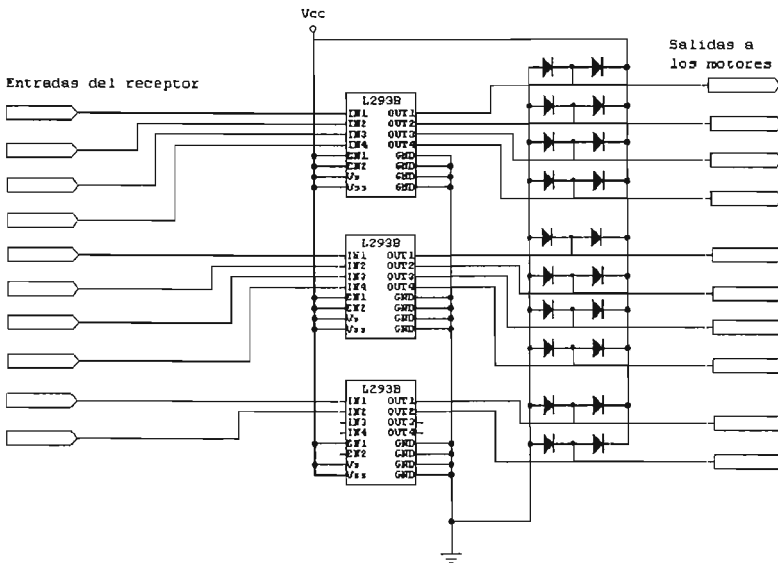 Vcc
Salidas a
los motores
Entradas del receptor
L293B
IN1 OUT1
IN2 OUT2
IN3 OUT3
IN4 OUT4
EN1 GND
EN2 GND
Vs GND
Vss GND
L293B
IN1 OUT1
IN2 OUT2
IN3 OUT3
IN4 OUT4
EN1 GND
EN2 GND
Vs GND
Vss GND
L293B
IN1 OUT1
IN2 OUT2
IN3 OUT3
IN4 OUT4
EN1 GND
EN2 GND
Vs GND
Vss GND